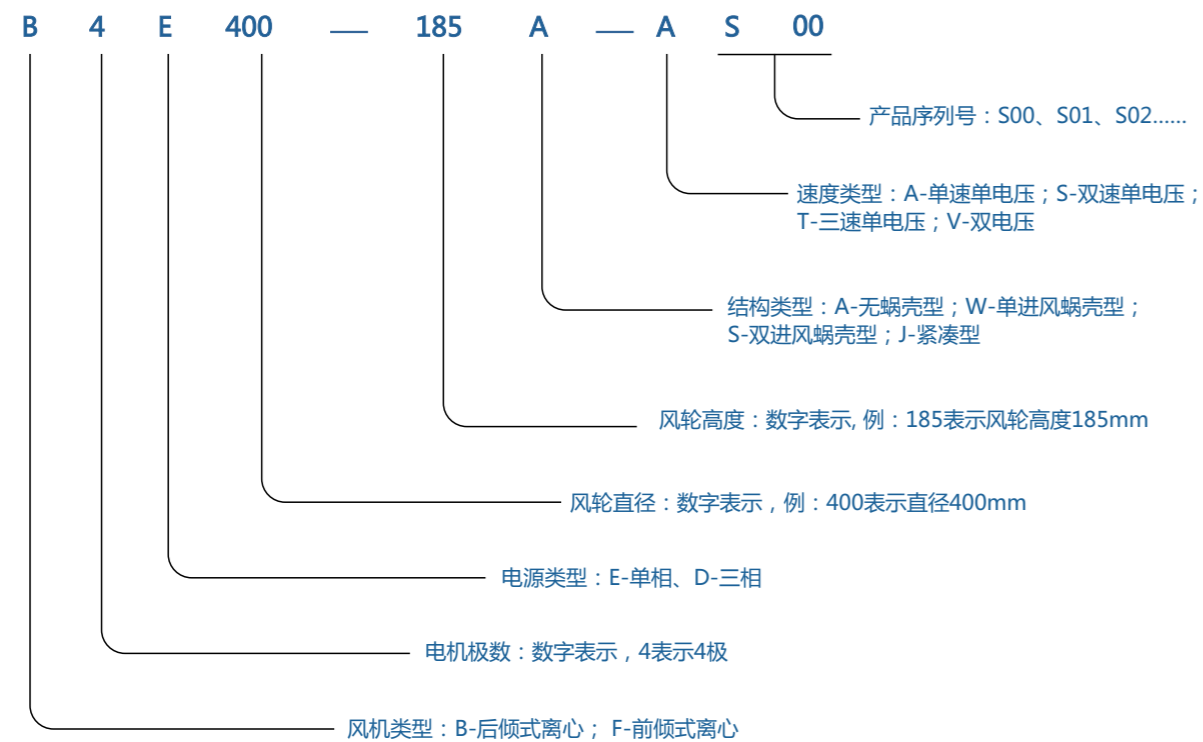 B 4 E 400 — 185 A — A S 00
产品序列号：S00、S01、S02……
速度类型：A-单速单电压；S-双速单电压；
T-三速单电压；V-双电压
结构类型：A-无蜗壳型；W-单进风蜗壳型；
S-双进风蜗壳型；J-紧凑型
风轮高度：数字表示, 例：185表示风轮高度185mm
风轮直径：数字表示，例：400表示直径400mm
电源类型：E-单相、D-三相
电机极数：数字表示，4表示4极
风机类型：B-后倾式离心； F-前倾式离心